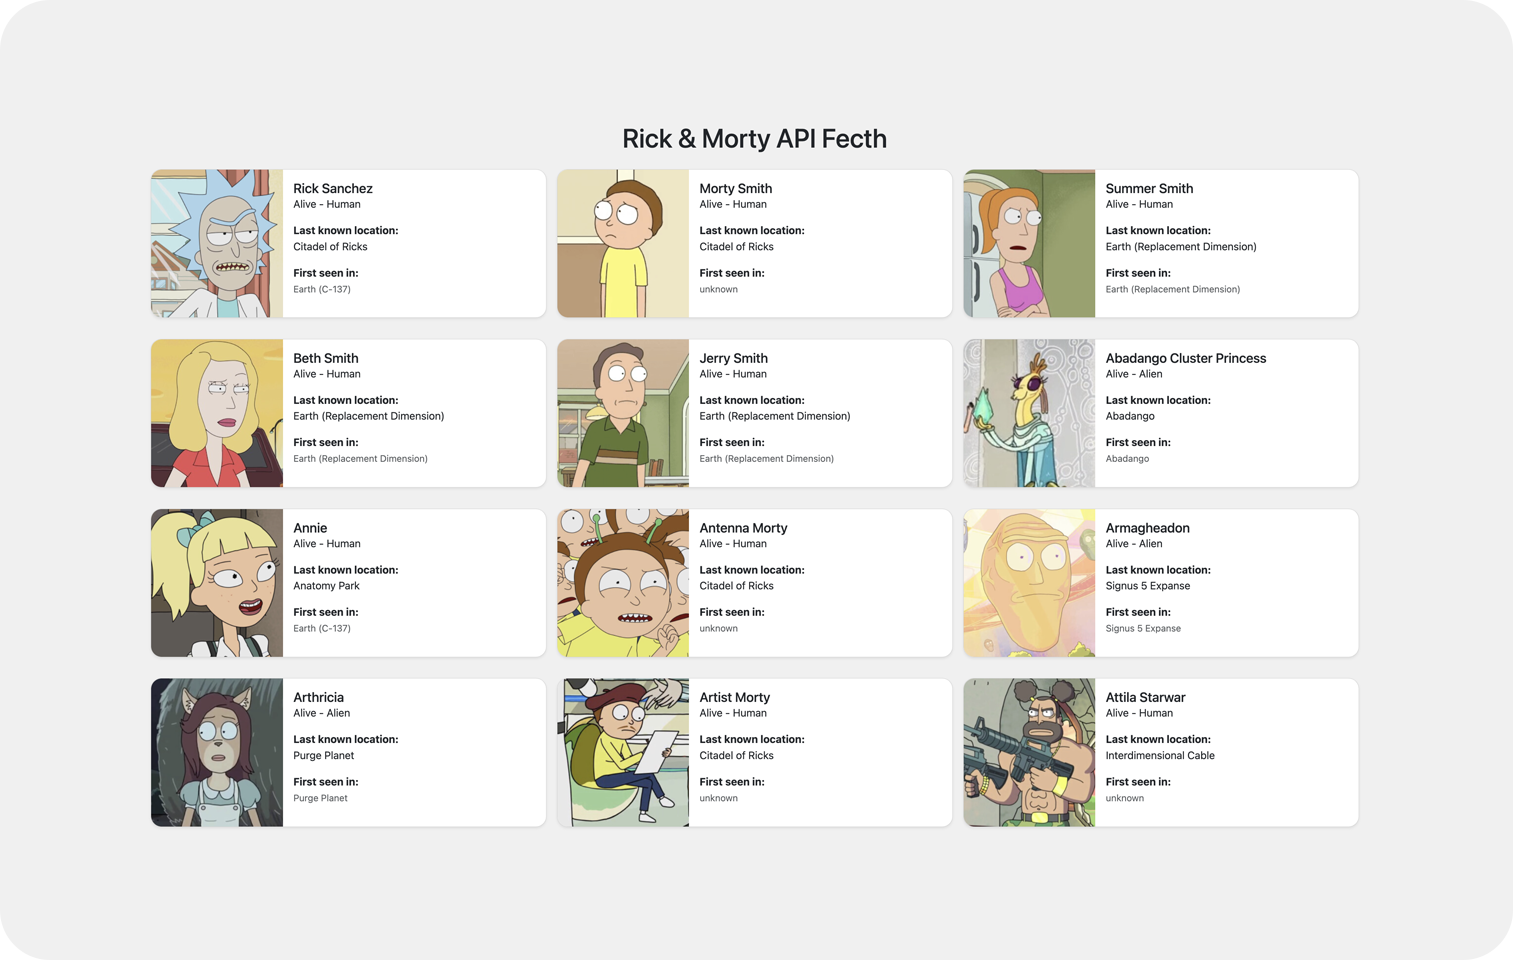 Rick & Morty API Fecth
Rick Sanchez
Alive - Human
Last known location:
Citadel of Ricks
First seen in:
Earth (C-137)
Morty Smith
Alive - Human
Last known location:
Citadel of Ricks
First seen in:
unknown
Summer Smith
Alive - Human
Last known location:
Earth (Replacement Dimension)
First seen in:
Earth (Replacement Dimension)
Beth Smith
Alive - Human
Last known location:
Earth (Replacement Dimension)
First seen in:
Earth (Replacement Dimension)
Jerry Smith
Alive - Human
Last known location:
Earth (Replacement Dimension)
First seen in:
Earth (Replacement Dimension)
Abadango Cluster Princess
Alive - Alien
Last known location:
Abadango
First seen in:
Abadango
Annie
Alive - Human
Last known location:
Anatomy Park
First seen in:
Earth (C-137)
Antenna Morty
Alive - Human
Last known location:
Citadel of Ricks
First seen in:
unknown
Armagheadon
Alive - Alien
Last known location:
Signus 5 Expanse
First seen in:
Signus 5 Expanse
Arthricia
Alive - Alien
Last known location:
Purge Planet
First seen in:
Purge Planet
Artist Morty
Alive - Human
Last known location:
Citadel of Ricks
First seen in:
unknown
Attila Starwar
Alive - Human
Last known location:
Interdimensional Cable
First seen in:
unknown